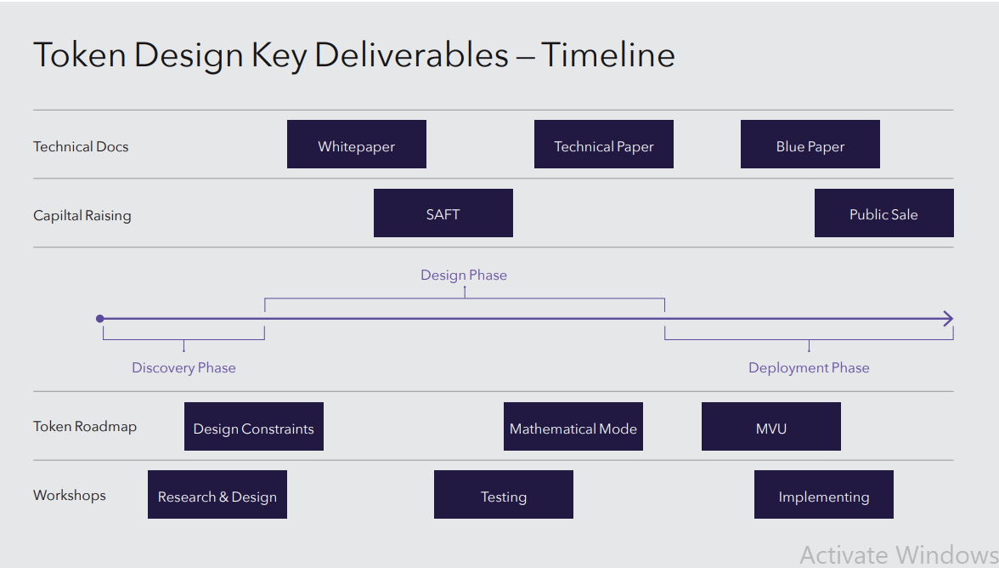 Token Design Key Deliverables – Timeline
Technical Docs
Whitepaper
Technical Paper
Blue Paper
Capiltal Raising
SAFT
Public Sale
Design Phase
Discovery Phase
Deployment Phase
Token Roadmap
Design Constraints
Mathematical Mode
MVU
Workshops
Research & Design
Testing
Implementing
Activate Windows